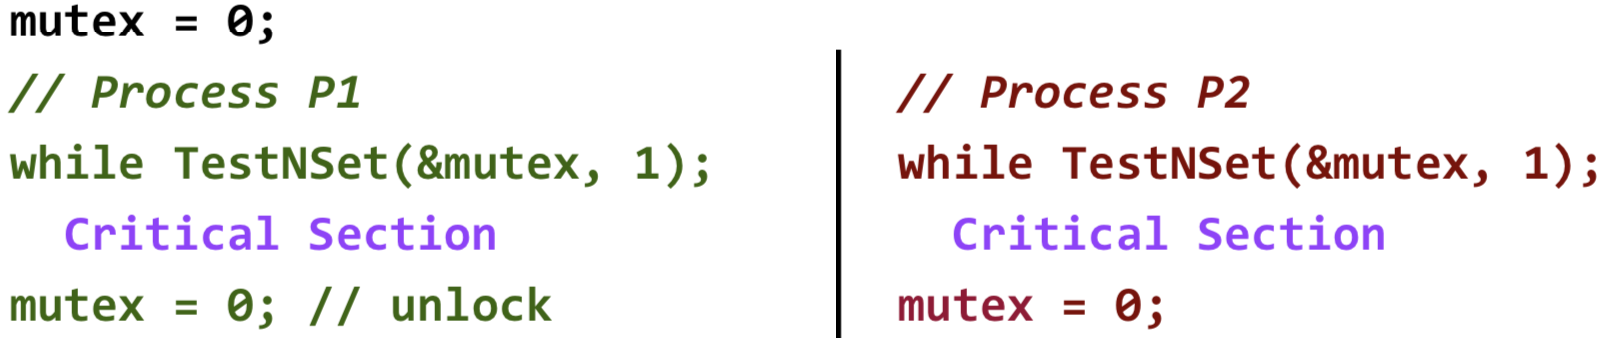 mutex = 0;
// Process P1
while TestNSet(&mutex, 1);
Critical Section
mutex = 0; // unlock
// Process P2
while TestNSet(&mutex, 1);
Critical Section
mutex = 0;